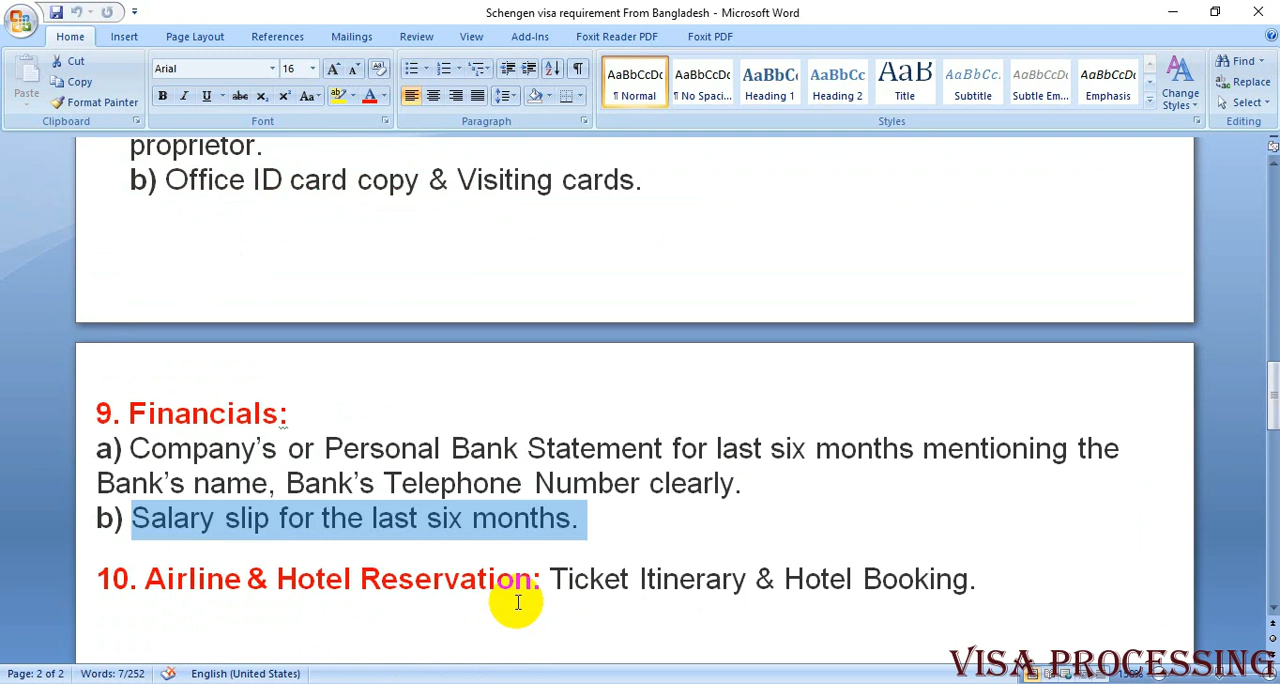 Schengen visa requirement From Bangladesh - Microsoft Word
Home Insert Page Layout References Mailings Review View Add-Ins Foxit Reader PDF Foxit PDF
Paste
Cut
Copy
Format Painter
Clipboard
Arial 16
Font
Paragraph
AaBbCcDc AaBbCcDc AaBbC AaBbCc AaB AaBbCc. AaBbCcDc AaBbCcDc
¶ Normal ¶ No Spaci... Heading 1 Heading 2 Title Subtitle Subtle Em... Emphasis
Change Styles
Styles
Find
Replace
Select
Editing
proprietor.
b) Office ID card copy & Visiting cards.
9. Financials:
a) Company's or Personal Bank Statement for last six months mentioning the
Bank's name, Bank's Telephone Number clearly.
b) Salary slip for the last six months.
10. Airline & Hotel Reservation: Ticket Itinerary & Hotel Booking.
VISA PROCESSING
Page: 2 of 2 Words: 7/252 English (United States)